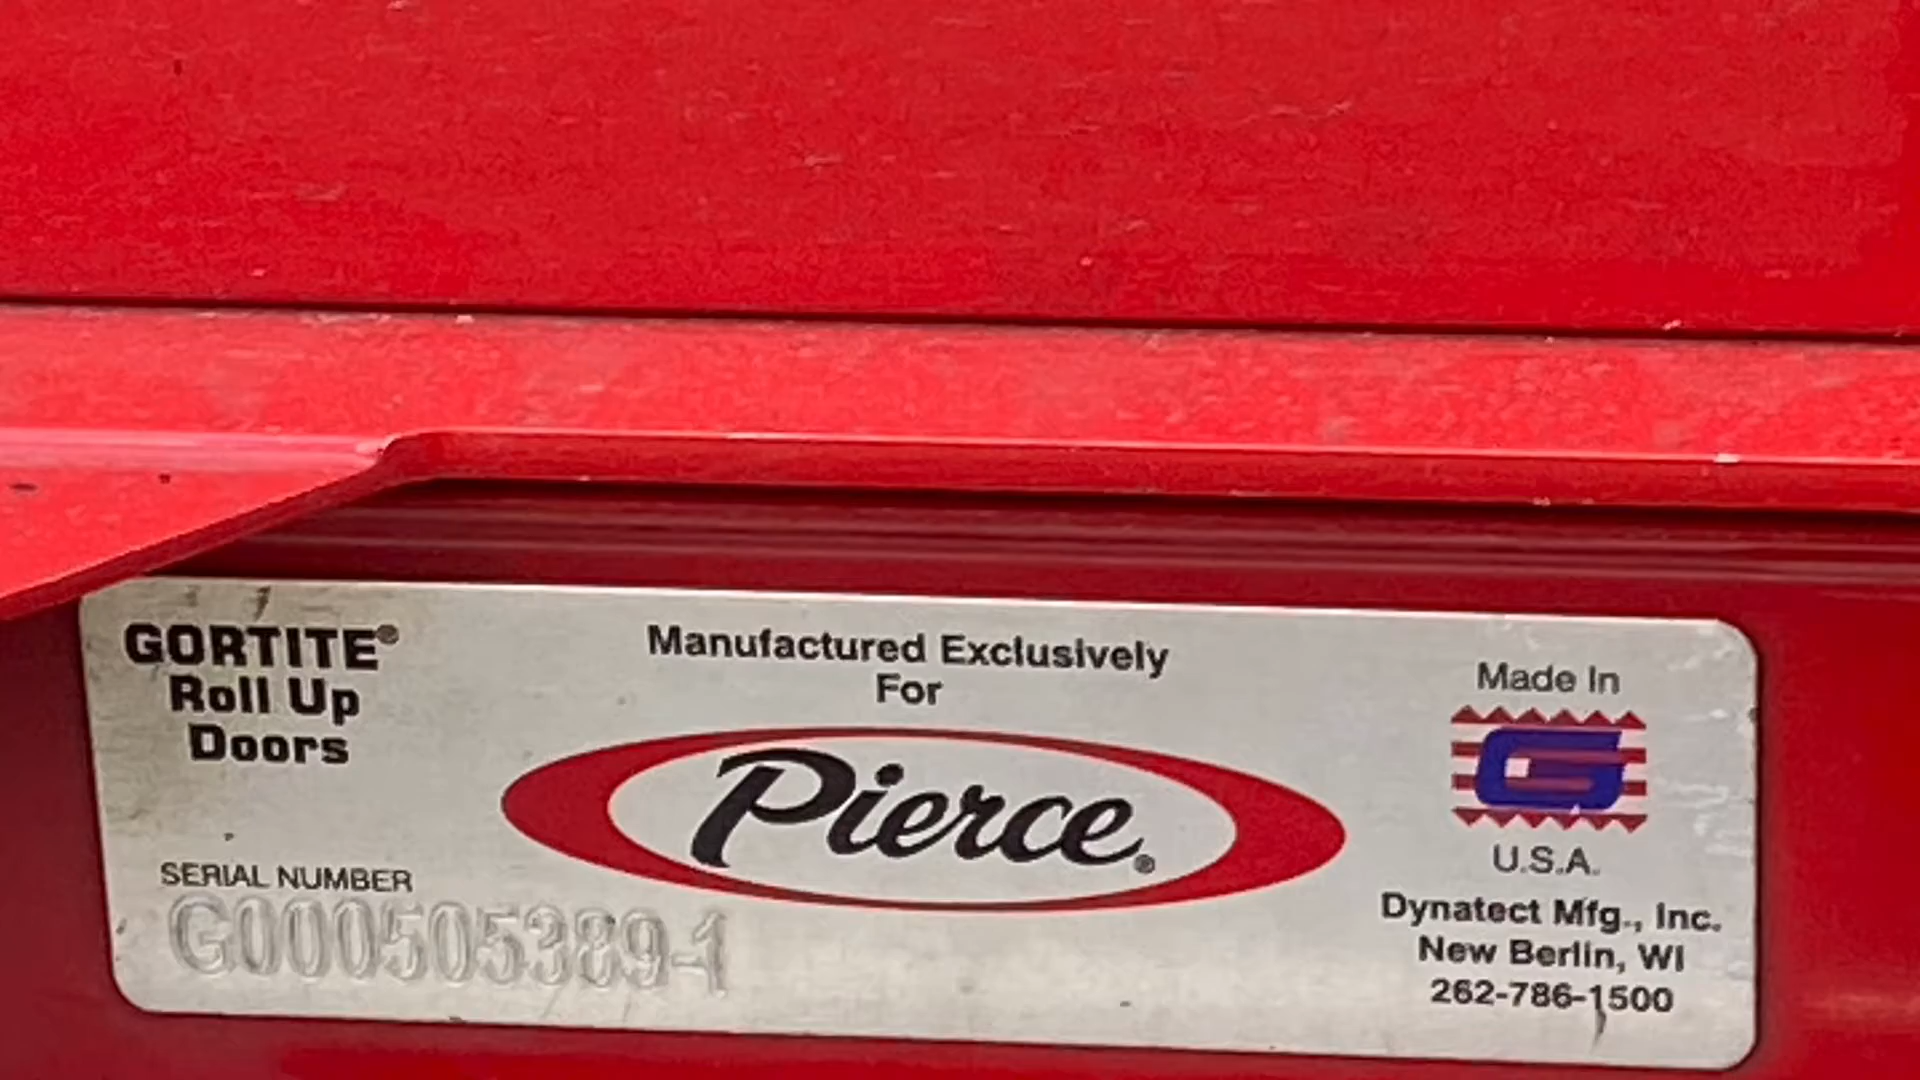 GORTITE®
Roll Up
Doors
SERIAL NUMBER
G000505389-1
Manufactured Exclusively
For
Pierce®
Made In
G
U.S.A.
Dynatect Mfg., Inc.
New Berlin, WI
262-786-1500